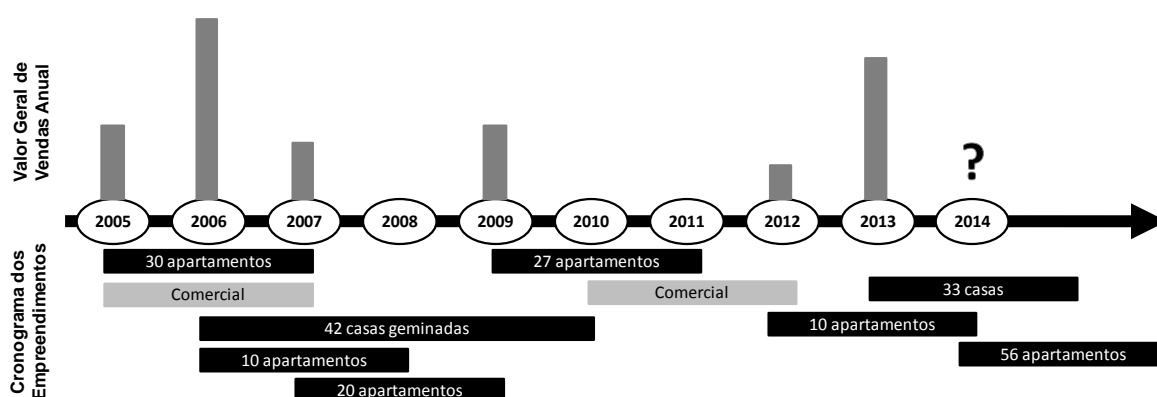 Valor Geral de
Vendas Anual
?
2005 2006 2007 2008 2009 2010 2011 2012 2013 2014
Cronograma dos
Empreendimentos
30 apartamentos 27 apartamentos
33 casas
Comercial Comercial
42 casas geminadas 10 apartamentos
10 apartamentos 56 apartamentos
20 apartamentos